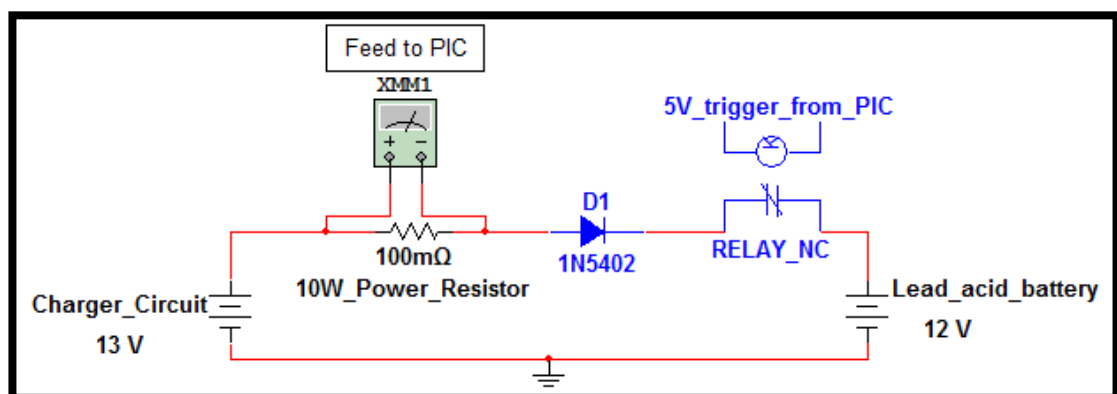 Feed to PIC
XMM1
5V_trigger_from_PIC
K
+ −
D1
100mΩ
1N5402
RELAY_NC
10W_Power_Resistor
Charger_Circuit
13 V
Lead_acid_battery
12 V